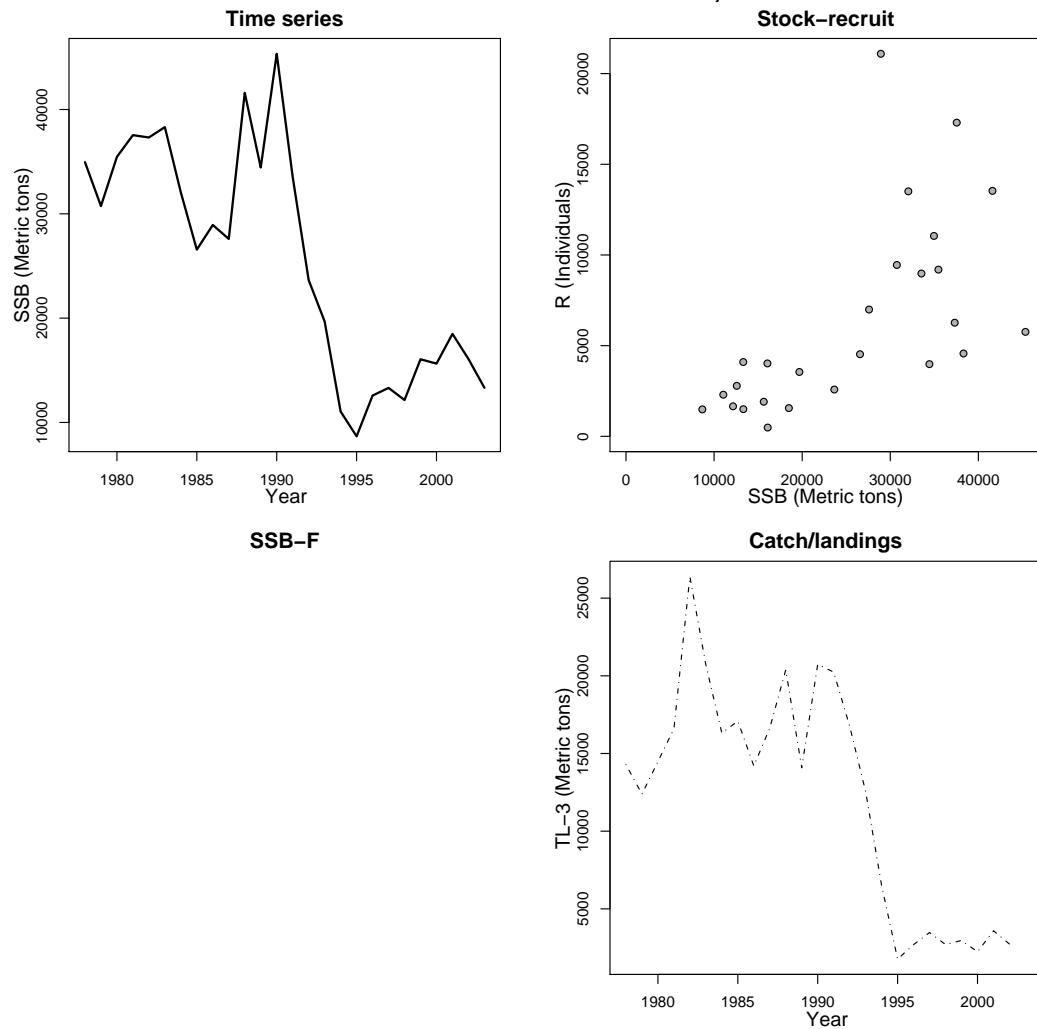 Time series
SSB (Metric tons)
10000 20000 30000 40000
1980 1985 1990 1995 2000
Year
Stock−recruit
R (Individuals)
0 5000 10000 15000 20000
0 10000 20000 30000 40000
SSB (Metric tons)
SSB−F
Catch/landings
TL−3 (Metric tons)
5000 10000 15000 20000 25000
1980 1985 1990 1995 2000
Year